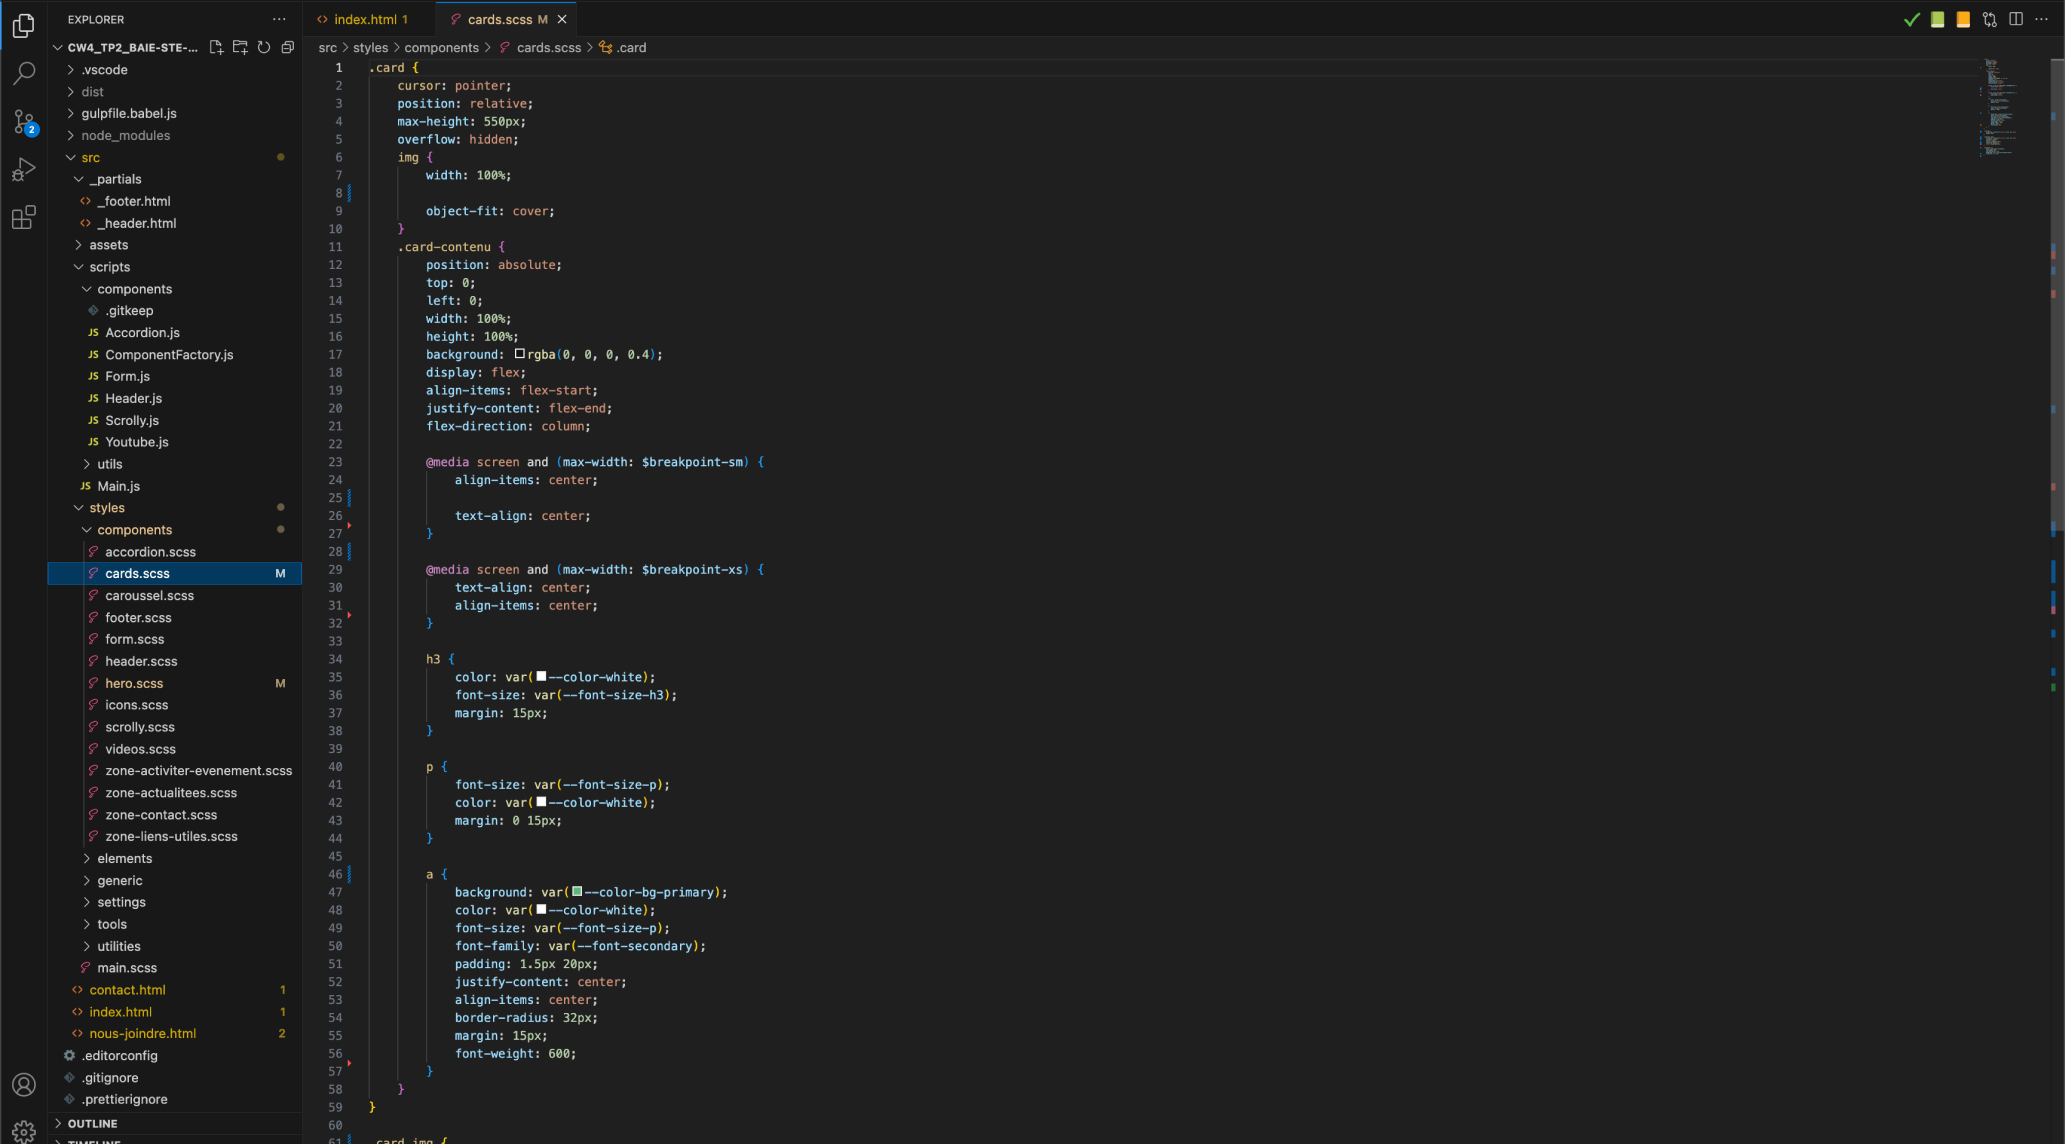 EXPLORER
CW4_TP2_BAIE-STE-...
.vscode
dist
gulpfile.babel.js
node_modules
src
_partials
_footer.html
_header.html
assets
scripts
components
.gitkeep
JS Accordion.js
JS ComponentFactory.js
JS Form.js
JS Header.js
JS Scrolly.js
JS Youtube.js
utils
JS Main.js
styles
components
accordion.scss
cards.scss M
caroussel.scss
footer.scss
form.scss
header.scss
hero.scss M
icons.scss
scrolly.scss
videos.scss
zone-activiter-evenement.scss
zone-actualitees.scss
zone-contact.scss
zone-liens-utiles.scss
elements
generic
settings
tools
utilities
main.scss
contact.html 1
index.html 1
nous-joindre.html 2
.editorconfig
.gitignore
.prettierignore
OUTLINE
TIMELINE
2
index.html 1
cards.scss M
src > styles > components > cards.scss > .card
1 .card {
2 cursor: pointer;
3 position: relative;
4 max-height: 550px;
5 overflow: hidden;
6 img {
7 width: 100%;
8
9 object-fit: cover;
10 }
11 .card-contenu {
12 position: absolute;
13 top: 0;
14 left: 0;
15 width: 100%;
16 height: 100%;
17 background: rgba(0, 0, 0, 0.4);
18 display: flex;
19 align-items: flex-start;
20 justify-content: flex-end;
21 flex-direction: column;
22
23 @media screen and (max-width: $breakpoint-sm) {
24 align-items: center;
25
26 text-align: center;
27 }
28
29 @media screen and (max-width: $breakpoint-xs) {
30 text-align: center;
31 align-items: center;
32 }
33
34 h3 {
35 color: var(--color-white);
36 font-size: var(--font-size-h3);
37 margin: 15px;
38 }
39
40 p {
41 font-size: var(--font-size-p);
42 color: var(--color-white);
43 margin: 0 15px;
44 }
45
46 a {
47 background: var(--color-bg-primary);
48 color: var(--color-white);
49 font-size: var(--font-size-p);
50 font-family: var(--font-secondary);
51 padding: 1.5px 20px;
52 justify-content: center;
53 align-items: center;
54 border-radius: 32px;
55 margin: 15px;
56 font-weight: 600;
57 }
58 }
59 }
60
61 .card img {